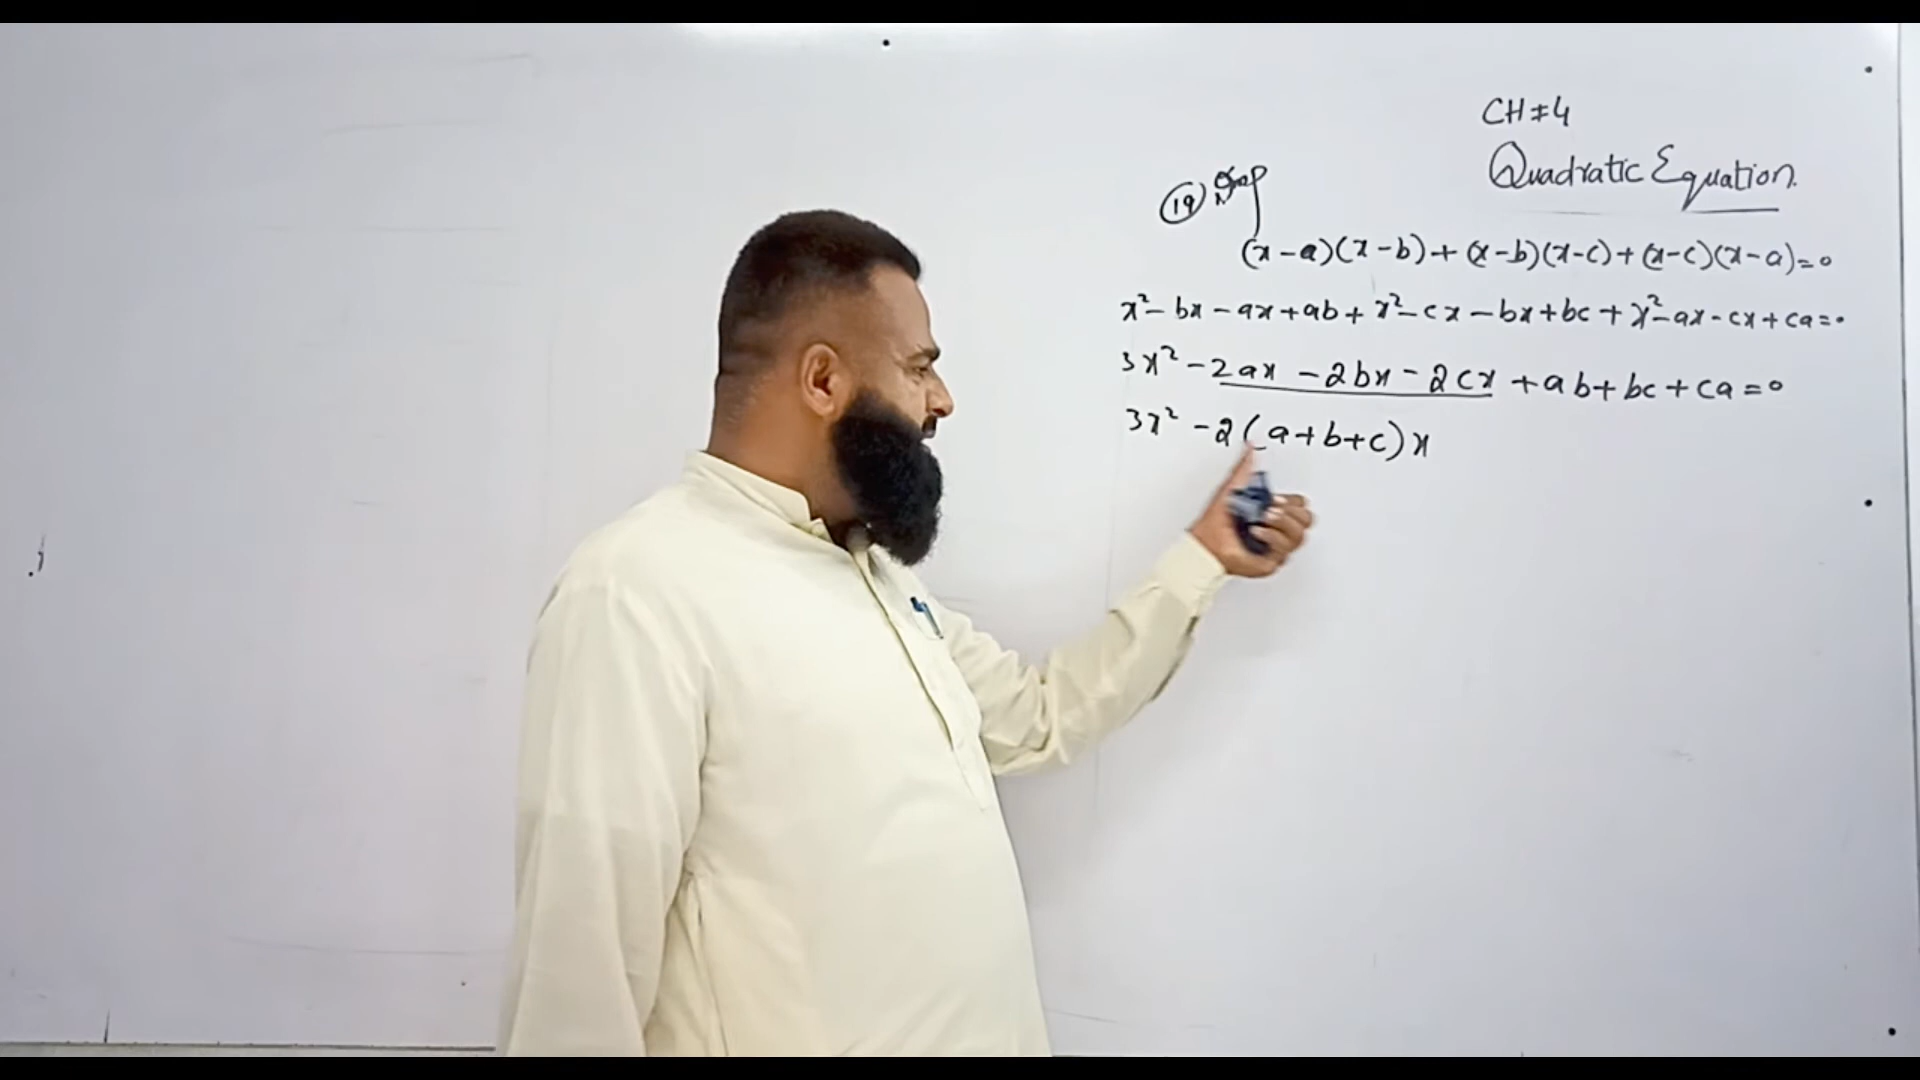 CH # 4
Quadratic Equation.
(19)
(x-a)(x-b)+(x-b)(x-c)+(x-c)(x-a)=0
x²-bx-ax+ab+x²-cx-bx+bc+x²-ax-cx+ca=0
3x²-2ax-2bx-2cx+ab+bc+ca=0
3x²-2(a+b+c)x